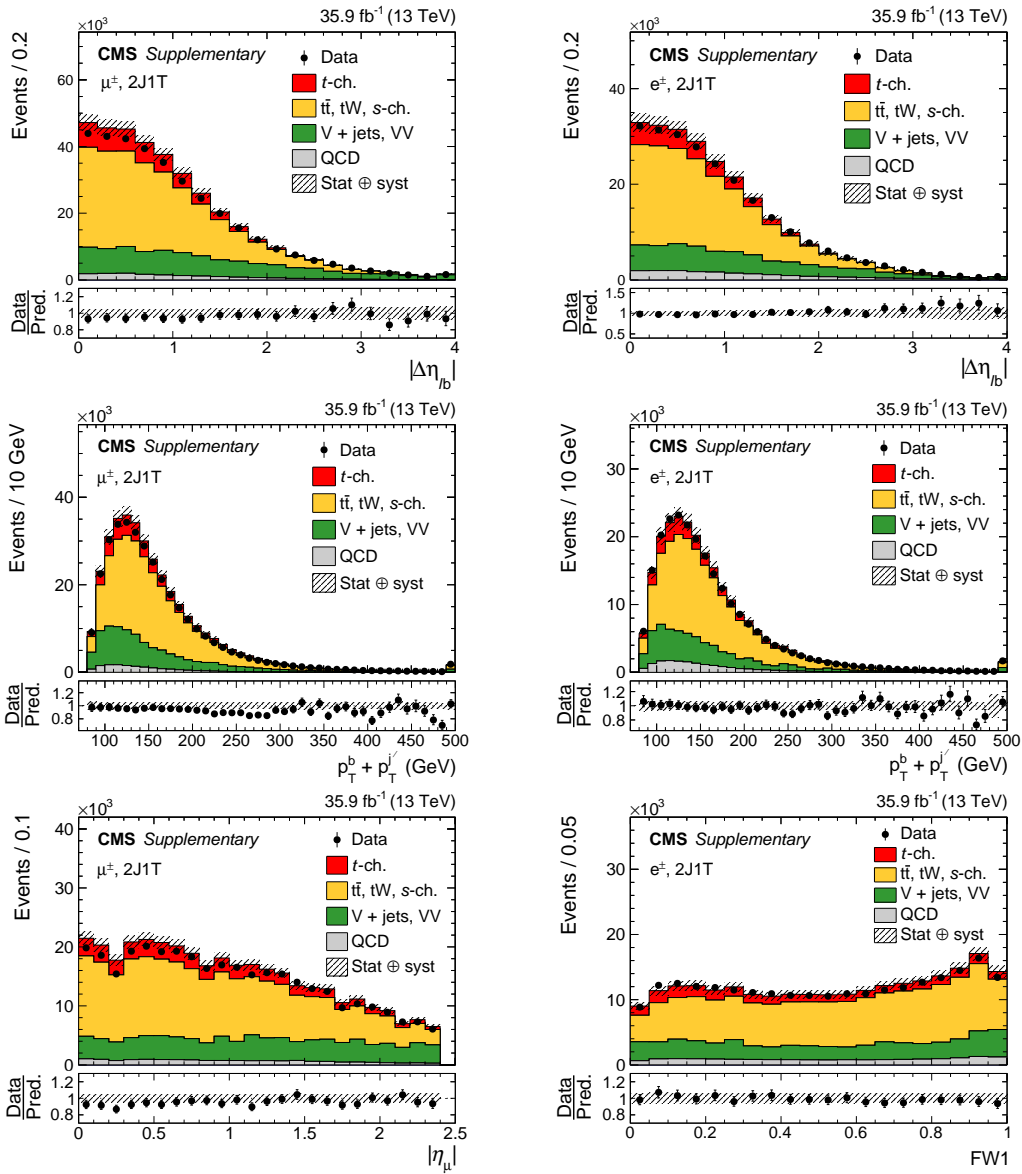 ×10³ 35.9 fb⁻¹ (13 TeV)
Events / 0.2
CMS Supplementary
μ±, 2J1T
Data
t-ch.
tt̄, tW, s-ch.
V + jets, VV
QCD
Stat ⊕ syst
60
40
20
0
Data
Pred.
1.2
1
0.8
0 1 2 3 4
|Δη_lb|
×10³ 35.9 fb⁻¹ (13 TeV)
Events / 0.2
CMS Supplementary
e±, 2J1T
Data
t-ch.
tt̄, tW, s-ch.
V + jets, VV
QCD
Stat ⊕ syst
40
20
0
Data
Pred.
1.5
1
0.5
0 1 2 3 4
|Δη_lb|
×10³ 35.9 fb⁻¹ (13 TeV)
Events / 10 GeV
CMS Supplementary
μ±, 2J1T
Data
t-ch.
tt̄, tW, s-ch.
V + jets, VV
QCD
Stat ⊕ syst
40
20
0
Data
Pred.
1.2
1
0.8
100 150 200 250 300 350 400 450 500
p_T^b + p_T^j′ (GeV)
×10³ 35.9 fb⁻¹ (13 TeV)
Events / 10 GeV
CMS Supplementary
e±, 2J1T
Data
t-ch.
tt̄, tW, s-ch.
V + jets, VV
QCD
Stat ⊕ syst
30
20
10
0
Data
Pred.
1.2
1
0.8
100 150 200 250 300 350 400 450 500
p_T^b + p_T^j′ (GeV)
×10³ 35.9 fb⁻¹ (13 TeV)
Events / 0.1
CMS Supplementary
μ±, 2J1T
Data
t-ch.
tt̄, tW, s-ch.
V + jets, VV
QCD
Stat ⊕ syst
40
30
20
10
0
Data
Pred.
1.2
1
0.8
0 0.5 1 1.5 2 2.5
|η_μ|
×10³ 35.9 fb⁻¹ (13 TeV)
Events / 0.05
CMS Supplementary
e±, 2J1T
Data
t-ch.
tt̄, tW, s-ch.
V + jets, VV
QCD
Stat ⊕ syst
30
20
10
0
Data
Pred.
1.2
1
0.8
0 0.2 0.4 0.6 0.8 1
FW1